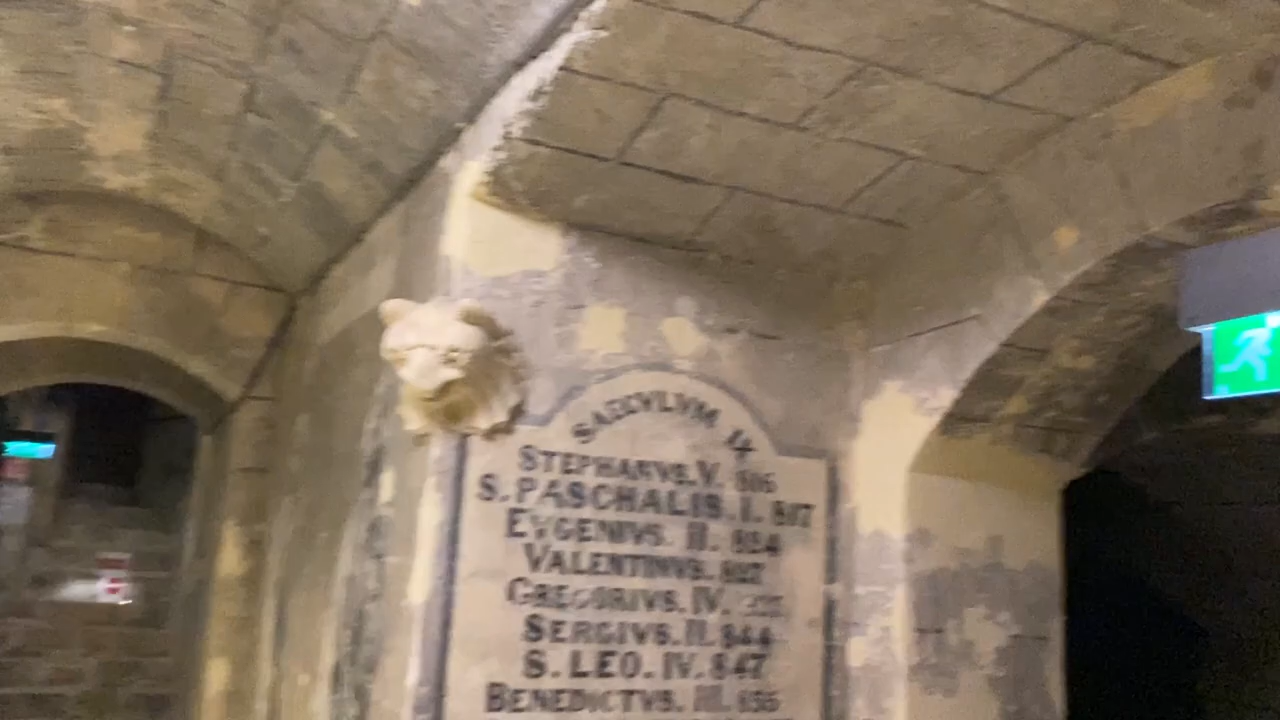 SAECVLVM
STEPHANVS. V. 816
S. PASCHALIS. I. 817
EVGENIVS. II. 824
VALENTINVS. 827
GREGORIVS. IV.
SERGIVS. II. 844
S. LEO. IV. 847
BENEDICTVS. III. 855